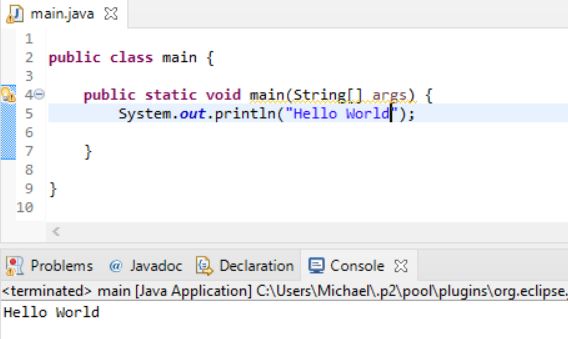 main.java
1
2 public class main {
3
4 public static void main(String[] args) {
5 System.out.println("Hello World");
6
7 }
8
9 }
10
Problems @ Javadoc Declaration Console
<terminated> main [Java Application] C:\Users\Michael\.p2\pool\plugins\org.eclipse.
Hello World